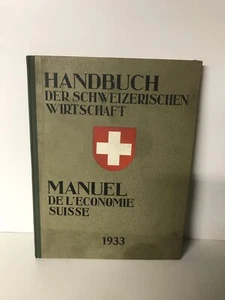 HANDBUCH
DER SCHWEIZERISCHEN
WIRTSCHAFT
MANUEL
DE L'ECONOMIE
SUISSE
1933